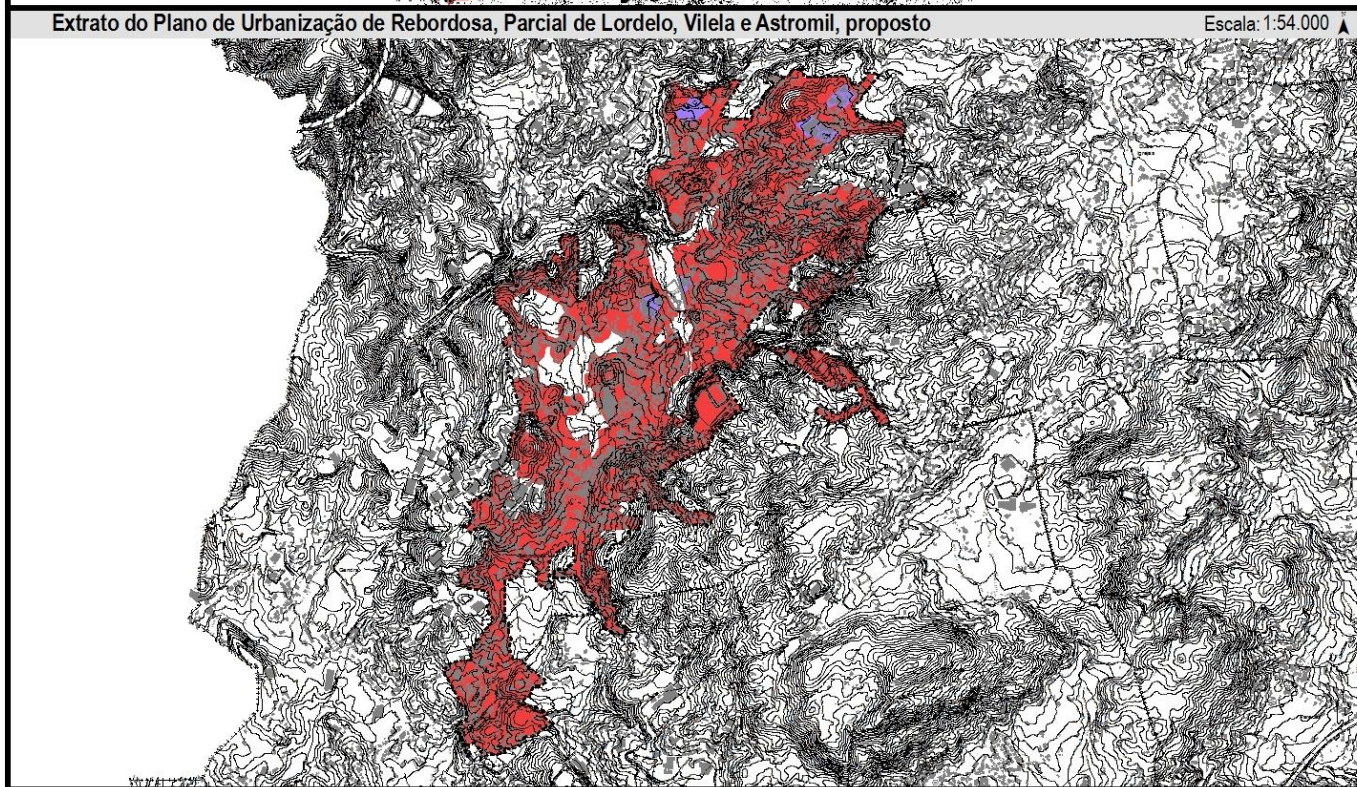 Extrato do Plano de Urbanização de Rebordosa, Parcial de Lordelo, Vilela e Astromil, proposto
Escala: 1:54.000